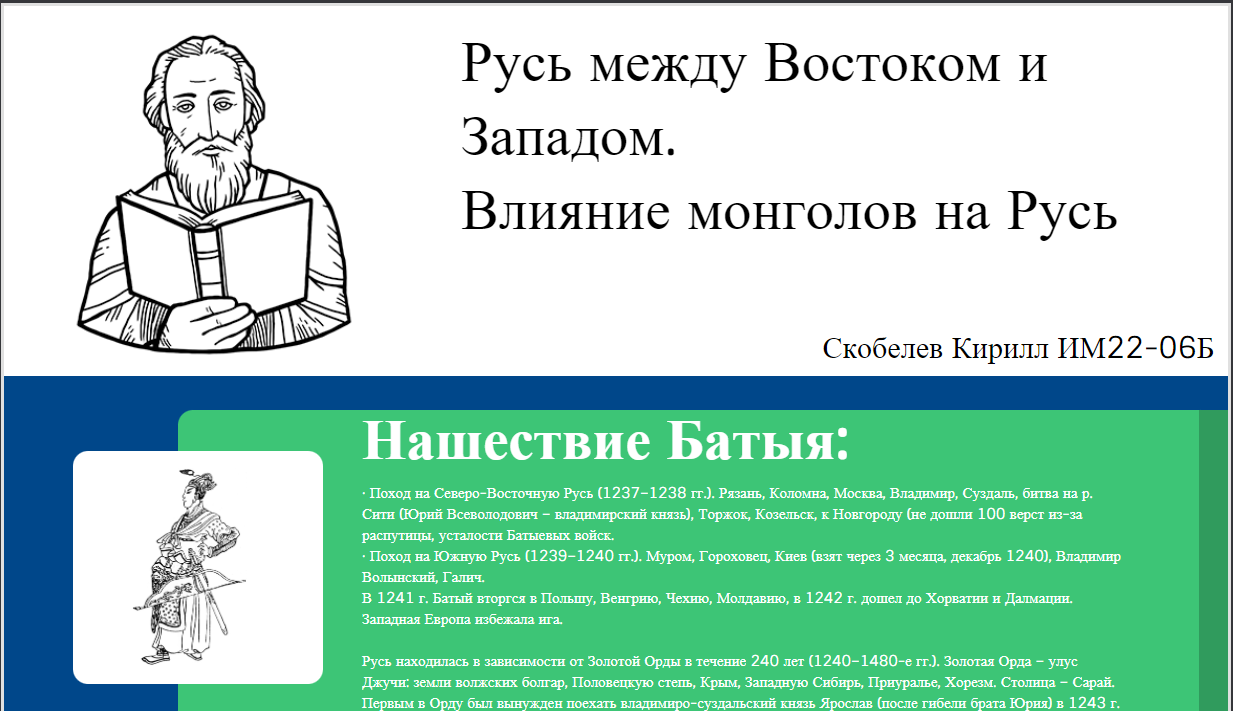 Русь между Востоком и
Западом.
Влияние монголов на Русь
Скобелев Кирилл ИМ22-06Б
Нашествие Батыя:
· Поход на Северо-Восточную Русь (1237–1238 гг.). Рязань, Коломна, Москва, Владимир, Суздаль, битва на р.
Сити (Юрий Всеволодович – владимирский князь), Торжок, Козельск, к Новгороду (не дошли 100 верст из-за
распутицы, усталости Батыевых войск.
· Поход на Южную Русь (1239–1240 гг.). Муром, Гороховец, Киев (взят через 3 месяца, декабрь 1240), Владимир
Волынский, Галич.
В 1241 г. Батый вторгся в Польшу, Венгрию, Чехию, Молдавию, в 1242 г. дошел до Хорватии и Далмации.
Западная Европа избежала ига.
Русь находилась в зависимости от Золотой Орды в течение 240 лет (1240–1480-е гг.). Золотая Орда – улус
Джучи: земли волжских болгар, Половецкую степь, Крым, Западную Сибирь, Приуралье, Хорезм. Столица – Сарай.
Первым в Орду был вынужден поехать владимиро-суздальский князь Ярослав (после гибели брата Юрия) в 1243 г.